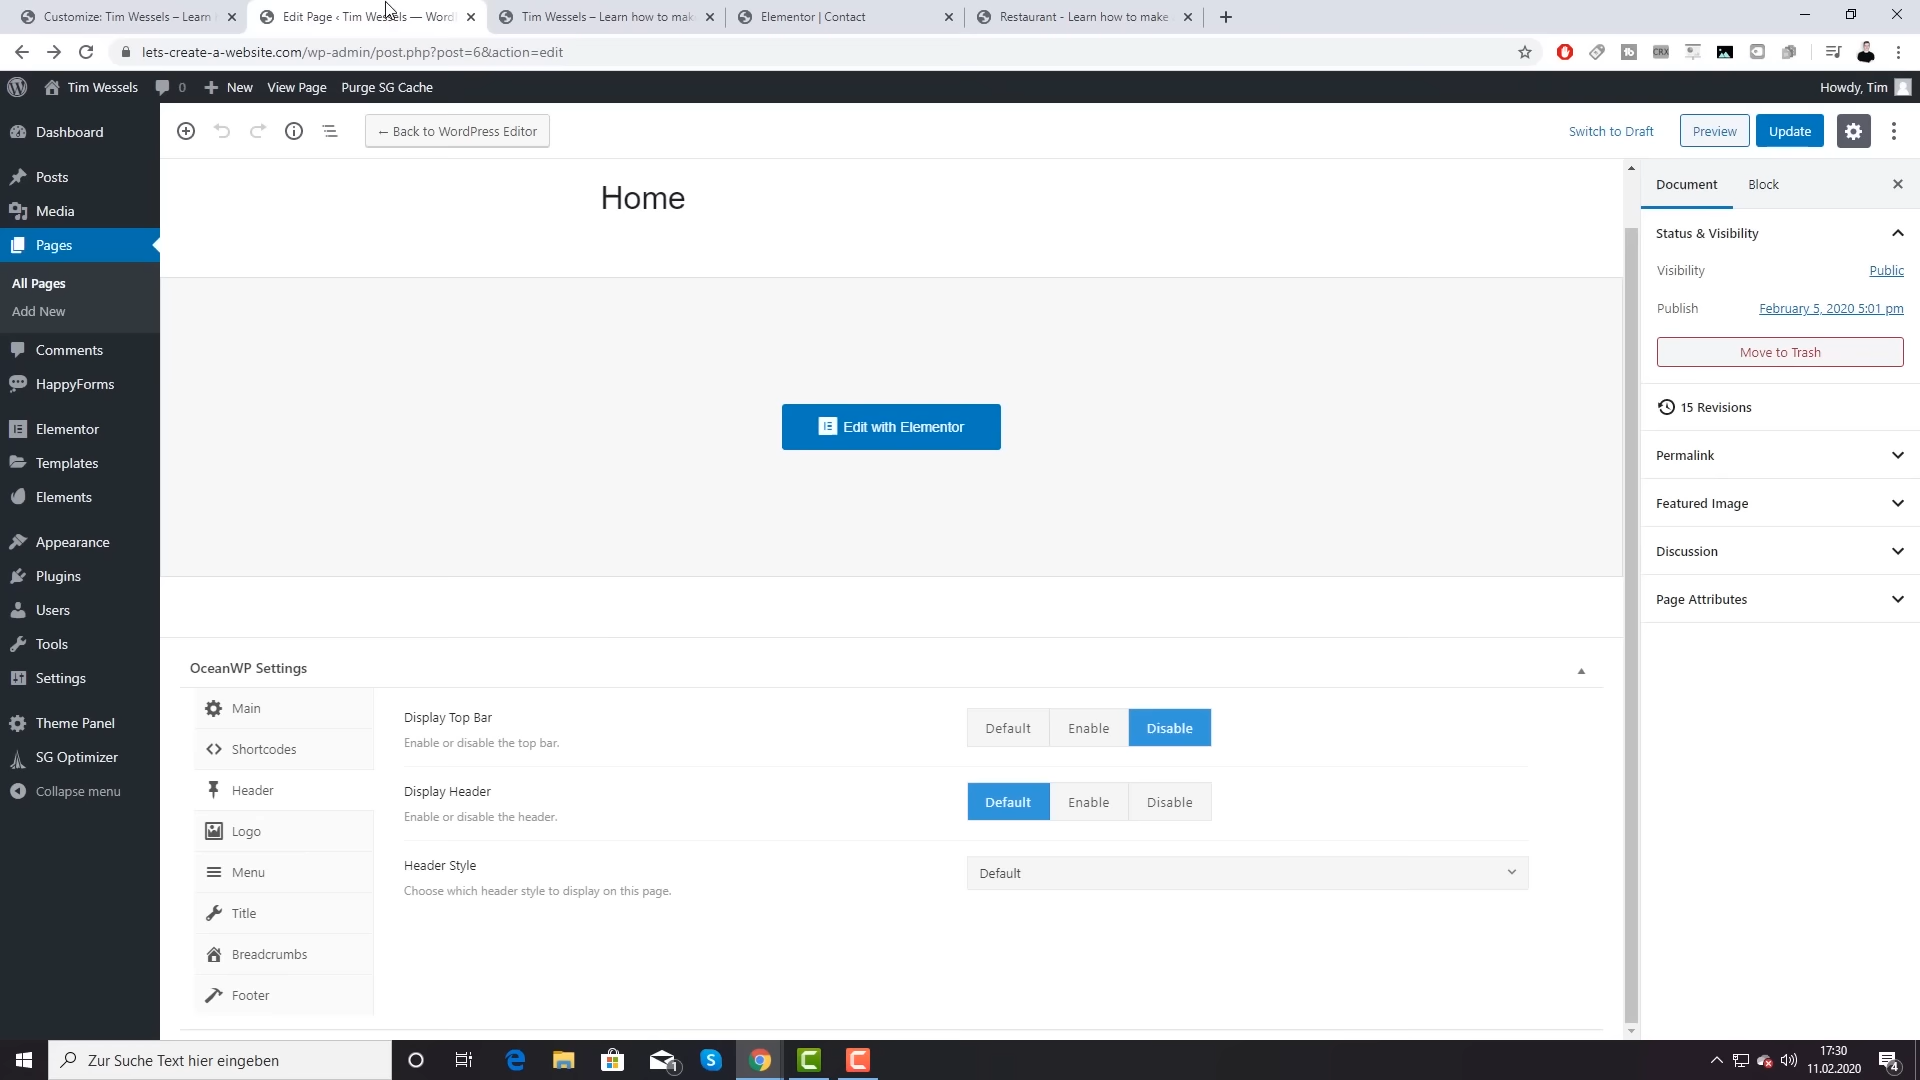 Customize: Tim Wessels – Learn
Edit Page ‹ Tim Wessels — Word
Tim Wessels – Learn how to make
Elementor | Contact
Restaurant - Learn how to make
lets-create-a-website.com/wp-admin/post.php?post=6&action=edit
Tim Wessels
0
New
View Page
Purge SG Cache
Howdy, Tim
Dashboard
Posts
Media
Pages
All Pages
Add New
Comments
HappyForms
Elementor
Templates
Elements
Appearance
Plugins
Users
Tools
Settings
Theme Panel
SG Optimizer
Collapse menu
← Back to WordPress Editor
Switch to Draft
Preview
Update
Home
Edit with Elementor
OceanWP Settings
Main
Shortcodes
Header
Logo
Menu
Title
Breadcrumbs
Footer
Display Top Bar
Enable or disable the top bar.
Default
Enable
Disable
Display Header
Enable or disable the header.
Default
Enable
Disable
Header Style
Choose which header style to display on this page.
Default
Document
Block
Status & Visibility
Visibility
Public
Publish
February 5, 2020 5:01 pm
Move to Trash
15 Revisions
Permalink
Featured Image
Discussion
Page Attributes
Zur Suche Text hier eingeben
1
17:30
11.02.2020
4